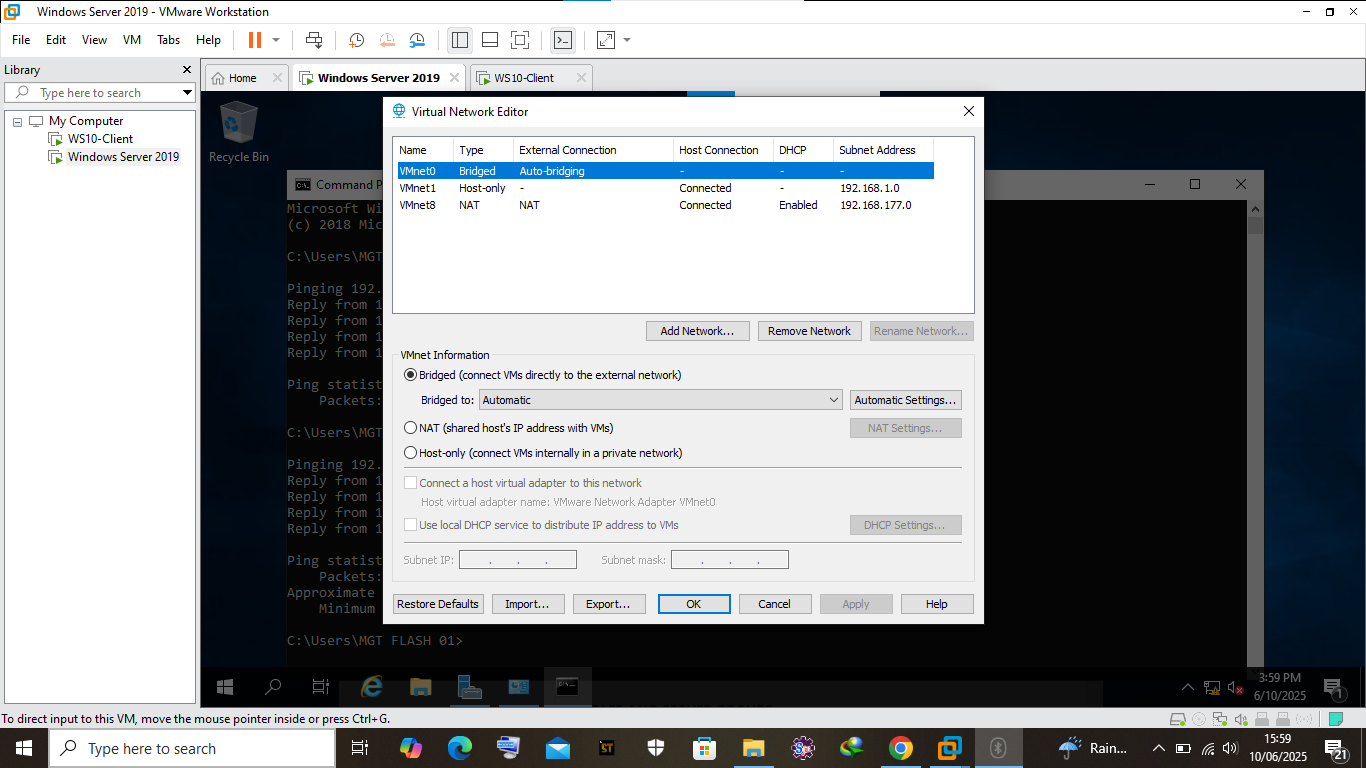 Windows Server 2019 - VMware Workstation
File Edit View VM Tabs Help
Library
Type here to search
My Computer
WS10-Client
Windows Server 2019
Home
Windows Server 2019
WS10-Client
Recycle Bin
Command P
Microsoft Wi
(c) 2018 Mic
C:\Users\MGT
Pinging 192.
Reply from 1
Reply from 1
Reply from 1
Reply from 1
Ping statist
Packets:
C:\Users\MGT
Pinging 192.
Reply from 1
Reply from 1
Reply from 1
Reply from 1
Ping statist
Packets:
Approximate
Minimum
C:\Users\MGT FLASH 01>
Virtual Network Editor
Name Type External Connection Host Connection DHCP Subnet Address
VMnet0 Bridged Auto-bridging - - -
VMnet1 Host-only - Connected - 192.168.1.0
VMnet8 NAT NAT Connected Enabled 192.168.177.0
Add Network... Remove Network Rename Network...
VMnet Information
Bridged (connect VMs directly to the external network)
Bridged to: Automatic Automatic Settings...
NAT (shared host's IP address with VMs) NAT Settings...
Host-only (connect VMs internally in a private network)
Connect a host virtual adapter to this network
Host virtual adapter name: VMware Network Adapter VMnet0
Use local DHCP service to distribute IP address to VMs DHCP Settings...
Subnet IP: . . . Subnet mask: . . .
Restore Defaults Import... Export... OK Cancel Apply Help
3:59 PM
6/10/2025
1
To direct input to this VM, move the mouse pointer inside or press Ctrl+G.
Type here to search
ST
Rain...
15:59
10/06/2025
21